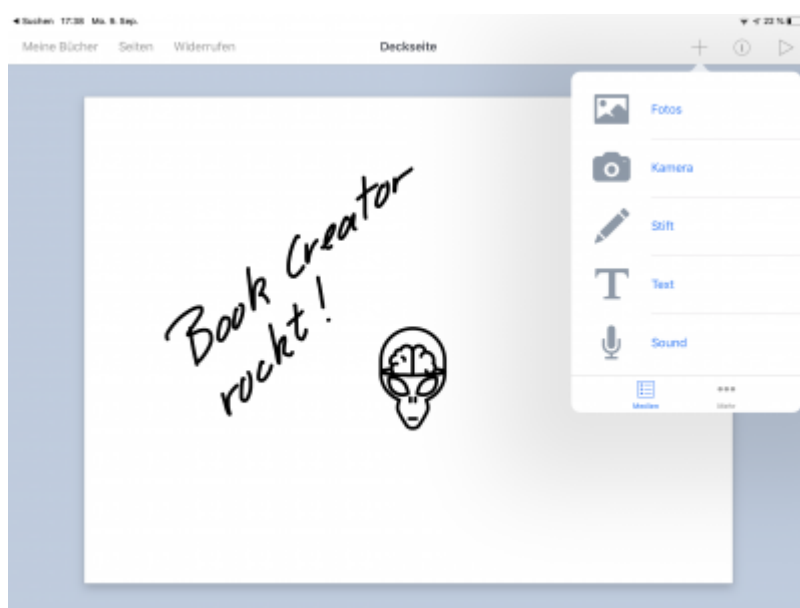 ◀ Suchen 17:38 Mo. 9. Sep. 22 %
Meine Bücher Seiten Widerrufen Deckseite
Fotos
Kamera
Stift
Text
Sound
Medien Mehr
Book Creator
rockt!